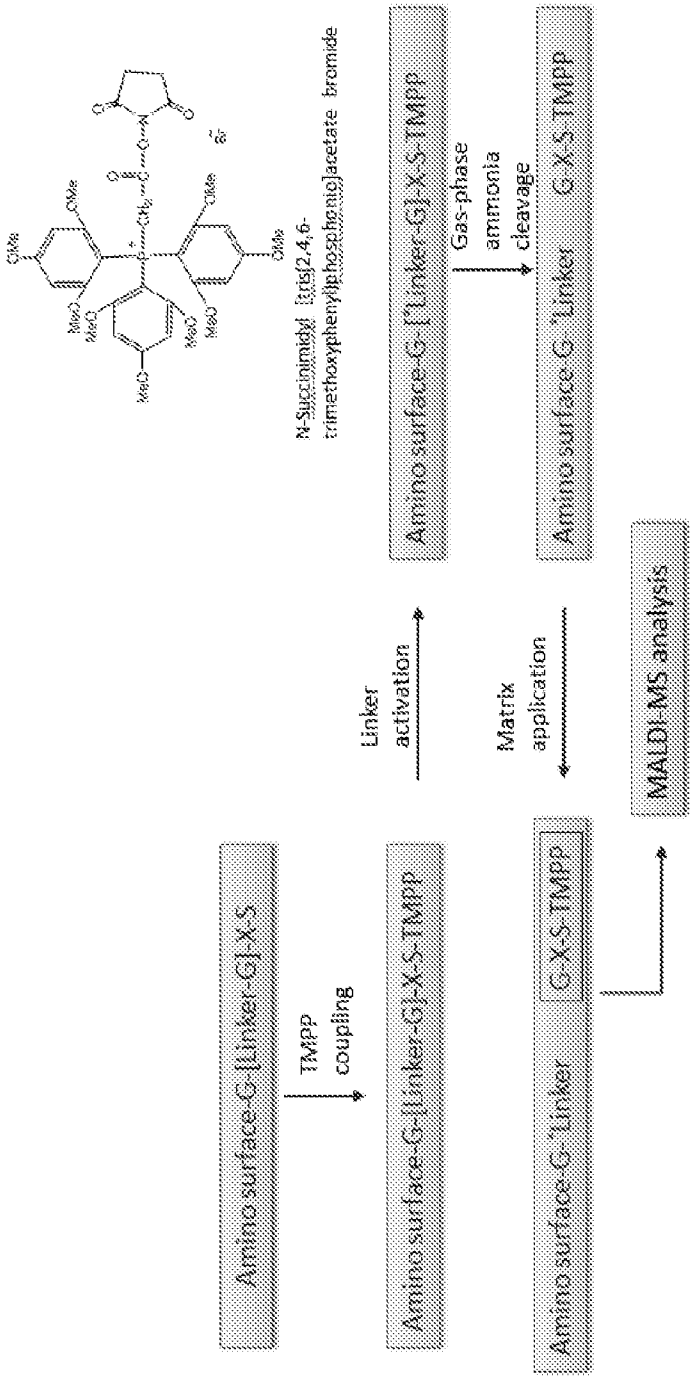 Amino surface-G-[Linker-G]-X-S
TMPP
coupling
Amino surface-G-[Linker-G]-X-S-TMPP
Linker
activation
OMe
OMe
MeO
MeO
MeO
MeO
CH₂
C
O
O
N
O
O
Br
OMe
MeO
OMe
N-Succinimidyl [tris(2,4,6-
trimethoxyphenyl)phosphonio]acetate bromide
Amino surface-G-[*Linker-G]-X-S-TMPP
Gas-phase
ammonia
cleavage
Amino surface-G-*Linker G-X-S-TMPP
Matrix
application
Amino surface-G-*Linker G-X-S-TMPP
MALDI-MS analysis